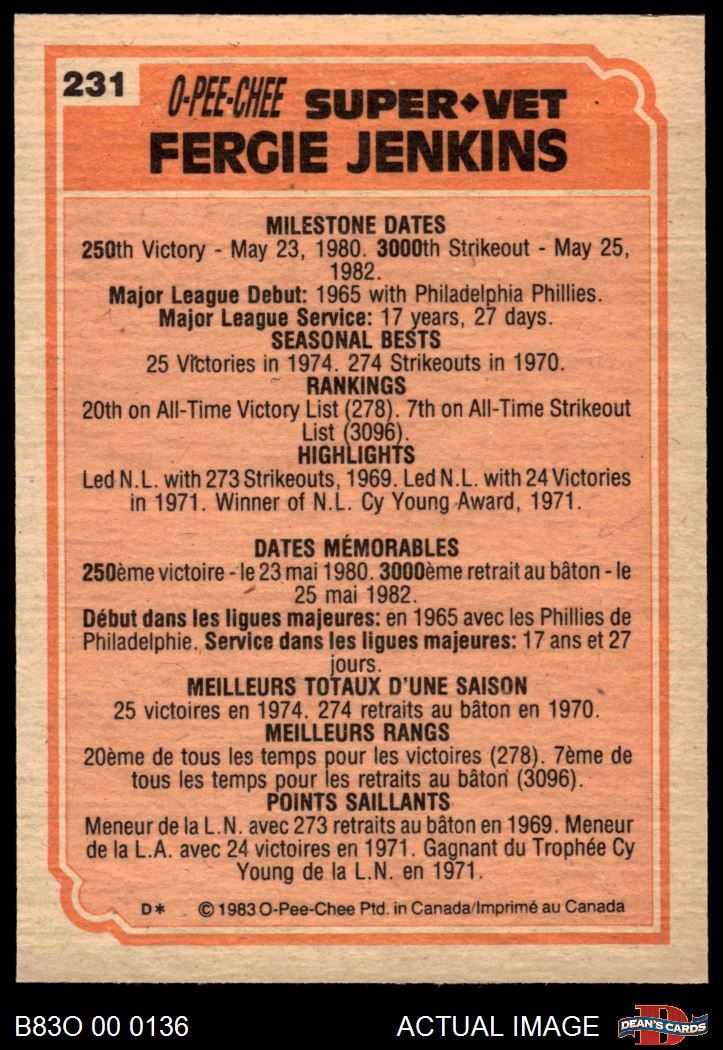 231
O-PEE-CHEE SUPER◆VET
FERGIE JENKINS
MILESTONE DATES
250th Victory - May 23, 1980. 3000th Strikeout - May 25,
1982.
Major League Debut: 1965 with Philadelphia Phillies.
Major League Service: 17 years, 27 days.
SEASONAL BESTS
25 Victories in 1974. 274 Strikeouts in 1970.
RANKINGS
20th on All-Time Victory List (278). 7th on All-Time Strikeout
List (3096).
HIGHLIGHTS
Led N.L. with 273 Strikeouts, 1969. Led N.L. with 24 Victories
in 1971. Winner of N.L. Cy Young Award, 1971.
DATES MÉMORABLES
250ème victoire - le 23 mai 1980. 3000ème retrait au bâton - le
25 mai 1982.
Début dans les ligues majeures: en 1965 avec les Phillies de
Philadelphie. Service dans les ligues majeures: 17 ans et 27
jours.
MEILLEURS TOTAUX D'UNE SAISON
25 victoires en 1974. 274 retraits au bâton en 1970.
MEILLEURS RANGS
20ème de tous les temps pour les victoires (278). 7ème de
tous les temps pour les retraits au bâton (3096).
POINTS SAILLANTS
Meneur de la L.N. avec 273 retraits au bâton en 1969. Meneur
de la L.A. avec 24 victoires en 1971. Gagnant du Trophée Cy
Young de la L.N. en 1971.
D* © 1983 O-Pee-Chee Ptd. in Canada/Imprimé au Canada
B83O 00 0136
ACTUAL IMAGE
D
DEAN'S CARDS